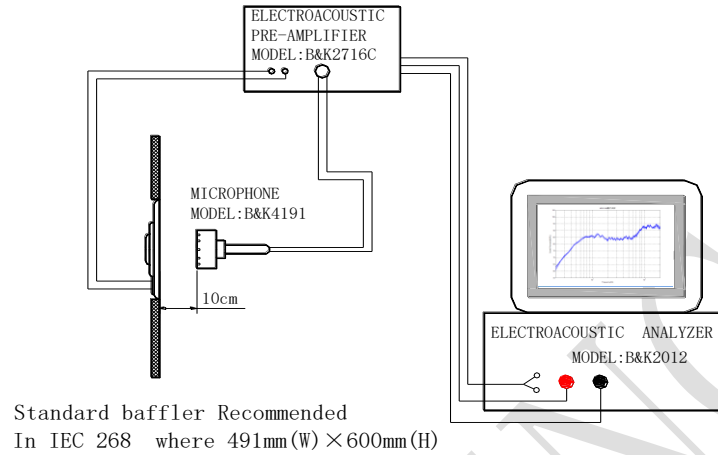 ELECTROACOUSTIC
PRE-AMPLIFIER
MODEL:B&K2716C
MICROPHONE
MODEL:B&K4191
10cm
ELECTROACOUSTIC ANALYZER
MODEL:B&K2012
Standard baffler Recommended
In IEC 268 where 491mm(W)×600mm(H)